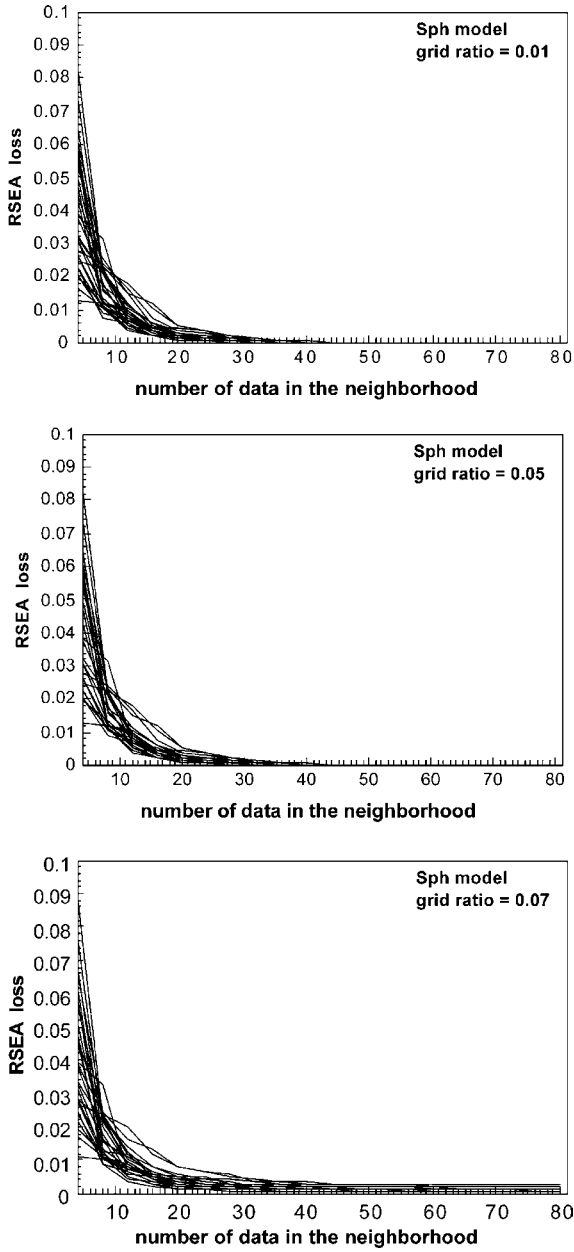 0.1
0.09
0.08
0.07
0.06
0.05
0.04
0.03
0.02
0.01
0
RSEA loss
Sph model
grid ratio = 0.01
10 20 30 40 50 60 70 80
number of data in the neighborhood
0.1
0.09
0.08
0.07
0.06
0.05
0.04
0.03
0.02
0.01
0
RSEA loss
Sph model
grid ratio = 0.05
10 20 30 40 50 60 70 80
number of data in the neighborhood
0.1
0.09
0.08
0.07
0.06
0.05
0.04
0.03
0.02
0.01
0
RSEA loss
Sph model
grid ratio = 0.07
10 20 30 40 50 60 70 80
number of data in the neighborhood